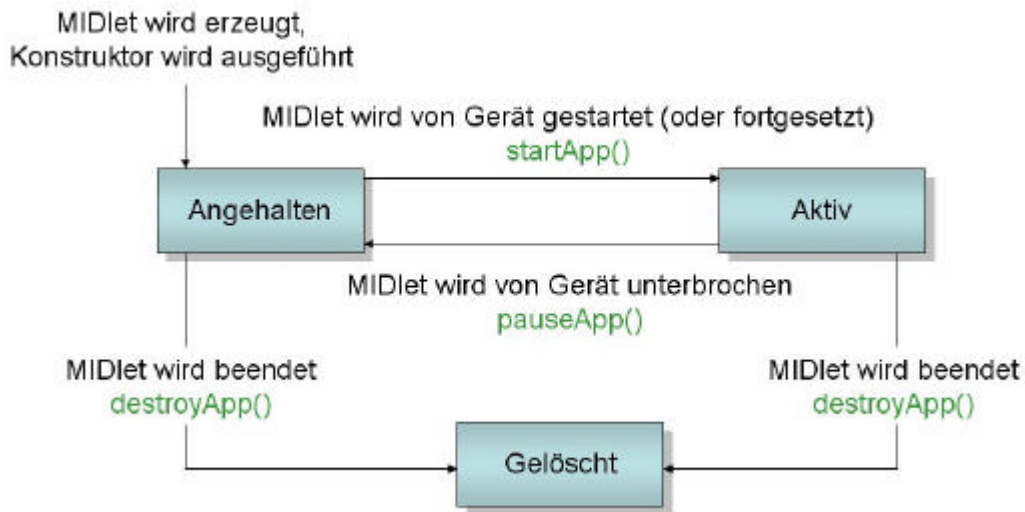 MIDlet wird erzeugt,
Konstruktor wird ausgeführt
MIDlet wird von Gerät gestartet (oder fortgesetzt)
startApp()
Angehalten
Aktiv
MIDlet wird von Gerät unterbrochen
pauseApp()
MIDlet wird beendet
destroyApp()
MIDlet wird beendet
destroyApp()
Gelöscht